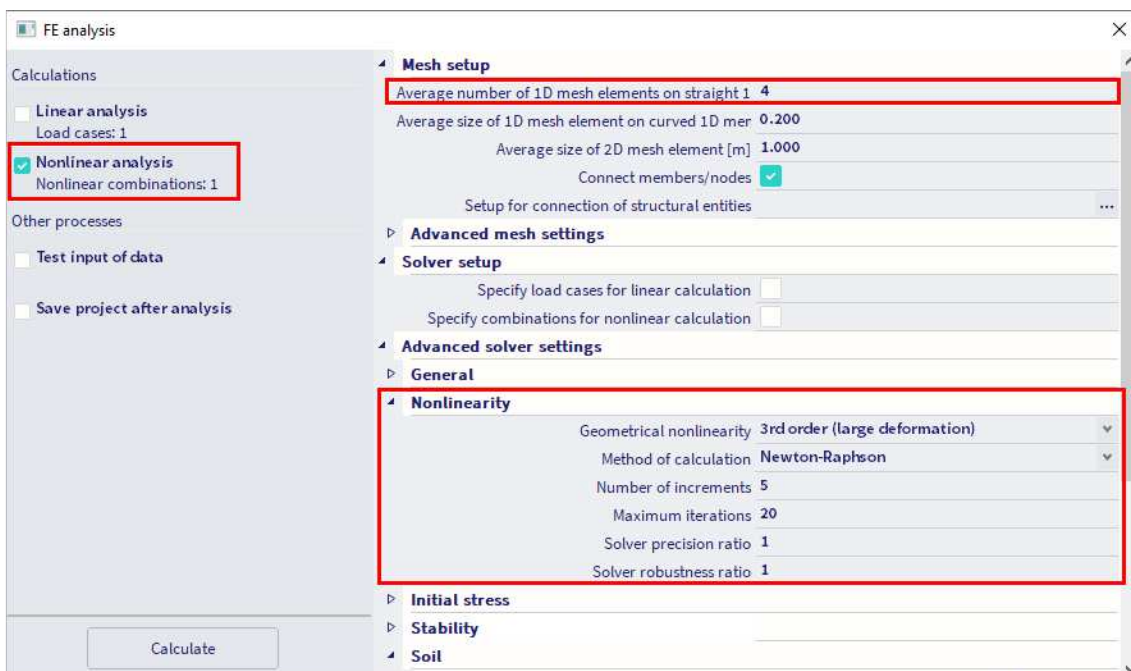 FE analysis
Calculations
Linear analysis
Load cases: 1
Nonlinear analysis
Nonlinear combinations: 1
Other processes
Test input of data
Save project after analysis
Calculate
Mesh setup
Average number of 1D mesh elements on straight 1 4
Average size of 1D mesh element on curved 1D mer 0.200
Average size of 2D mesh element [m] 1.000
Connect members/nodes
Setup for connection of structural entities ...
Advanced mesh settings
Solver setup
Specify load cases for linear calculation
Specify combinations for nonlinear calculation
Advanced solver settings
General
Nonlinearity
Geometrical nonlinearity 3rd order (large deformation)
Method of calculation Newton-Raphson
Number of increments 5
Maximum iterations 20
Solver precision ratio 1
Solver robustness ratio 1
Initial stress
Stability
Soil